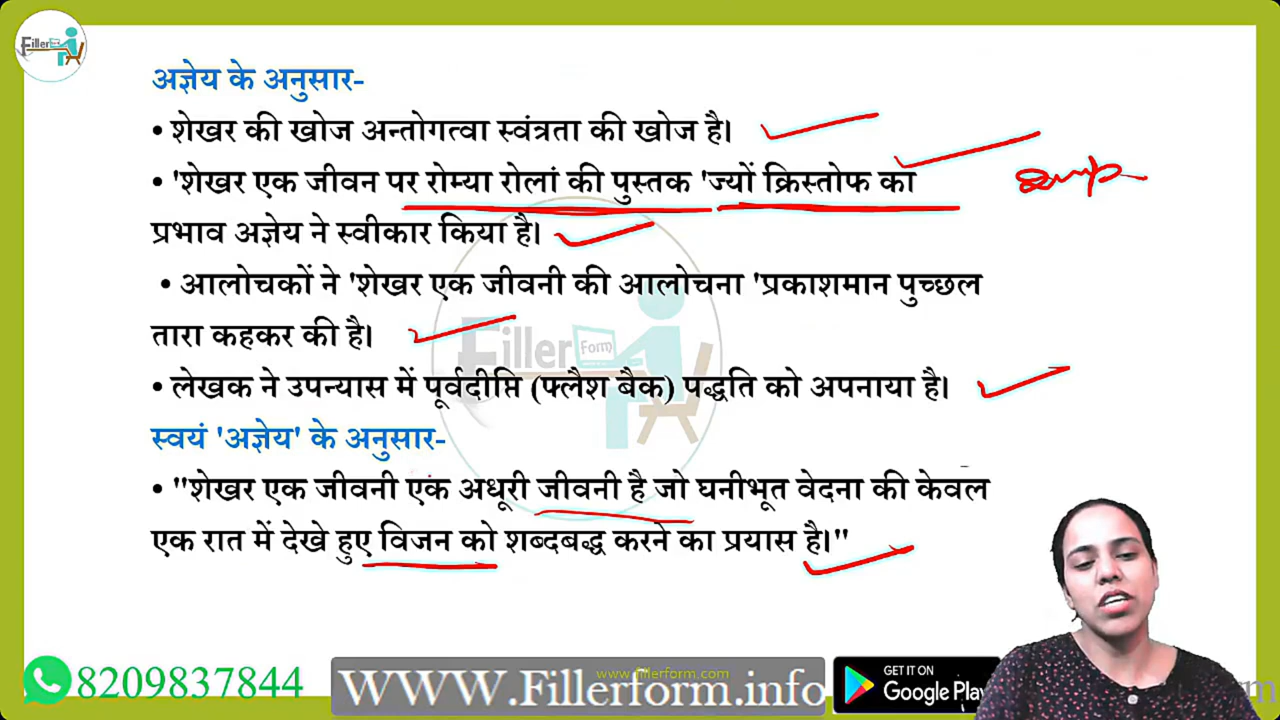 Filler
अज्ञेय के अनुसार-
• शेखर की खोज अन्तोगत्वा स्वंत्रता की खोज है।
• 'शेखर एक जीवन पर रोम्या रोलां की पुस्तक 'ज्यों क्रिस्तोफ का
प्रभाव अज्ञेय ने स्वीकार किया है।
• आलोचकों ने 'शेखर एक जीवनी की आलोचना 'प्रकाशमान पुच्छल
तारा कहकर की है।
• लेखक ने उपन्यास में पूर्वदीप्ति (फ्लैश बैक) पद्धति को अपनाया है।
स्वयं 'अज्ञेय' के अनुसार-
• "शेखर एक जीवनी एक अधूरी जीवनी है जो घनीभूत वेदना की केवल
एक रात में देखे हुए विजन को शब्दबद्ध करने का प्रयास है।"
Filler Form
8209837844
WWW.Fillerform.info
www.fillerform.com
GET IT ON
Google Play